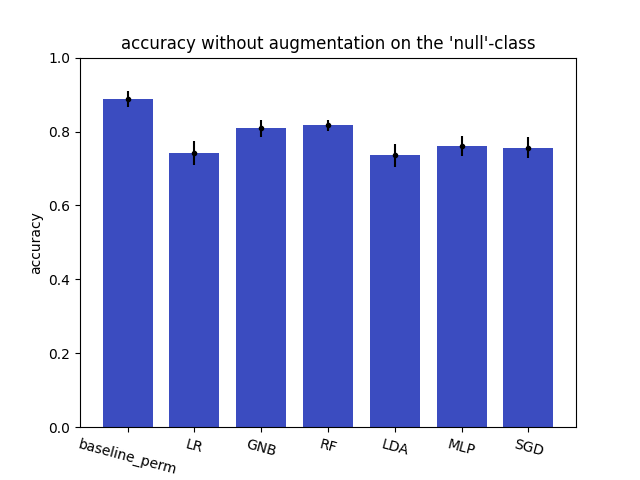 accuracy without augmentation on the 'null'-class
accuracy
1.0
0.8
0.6
0.4
0.2
0.0
baseline_perm LR GNB RF LDA MLP SGD